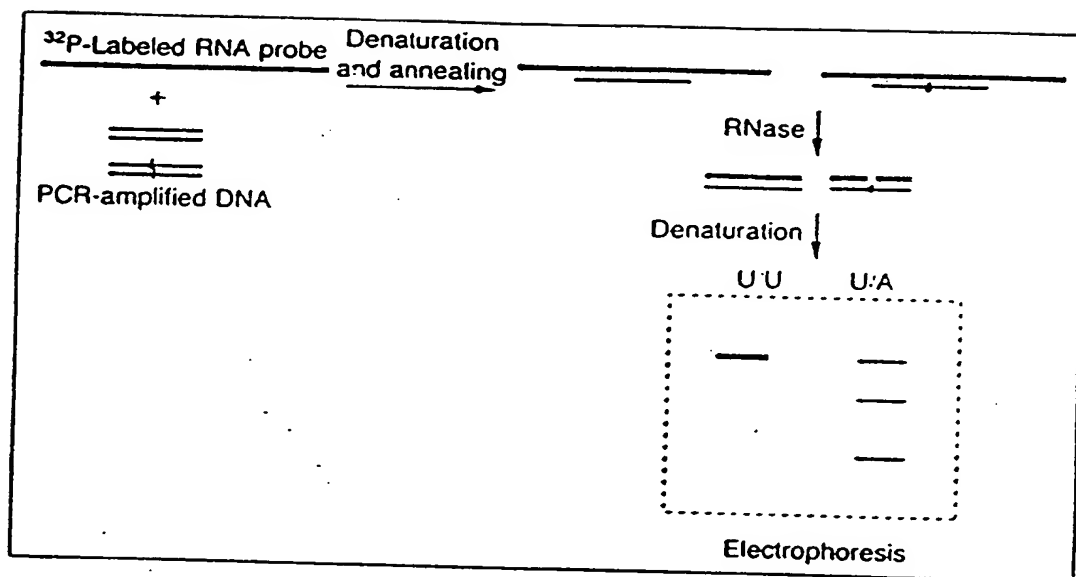 ³²P-Labeled RNA probe
Denaturation
and annealing
+
PCR-amplified DNA
RNase
Denaturation
U/U U/A
Electrophoresis